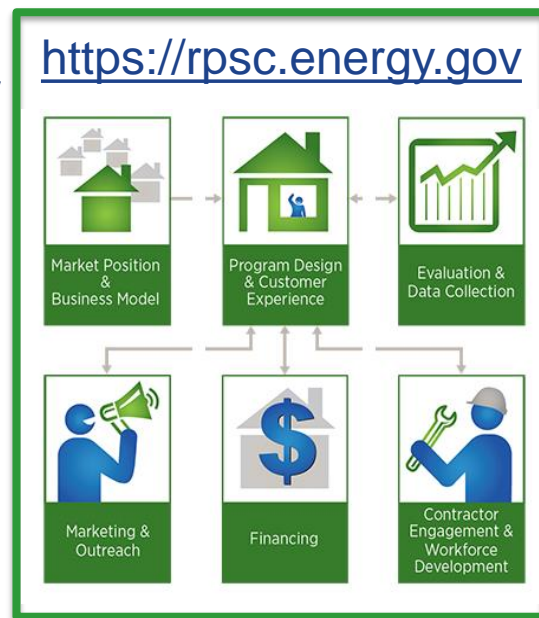 https://rpsc.energy.gov
Market Position
&
Business Model
Program Design
& Customer
Experience
Evaluation &
Data Collection
Marketing &
Outreach
$
Financing
Contractor
Engagement &
Workforce
Development